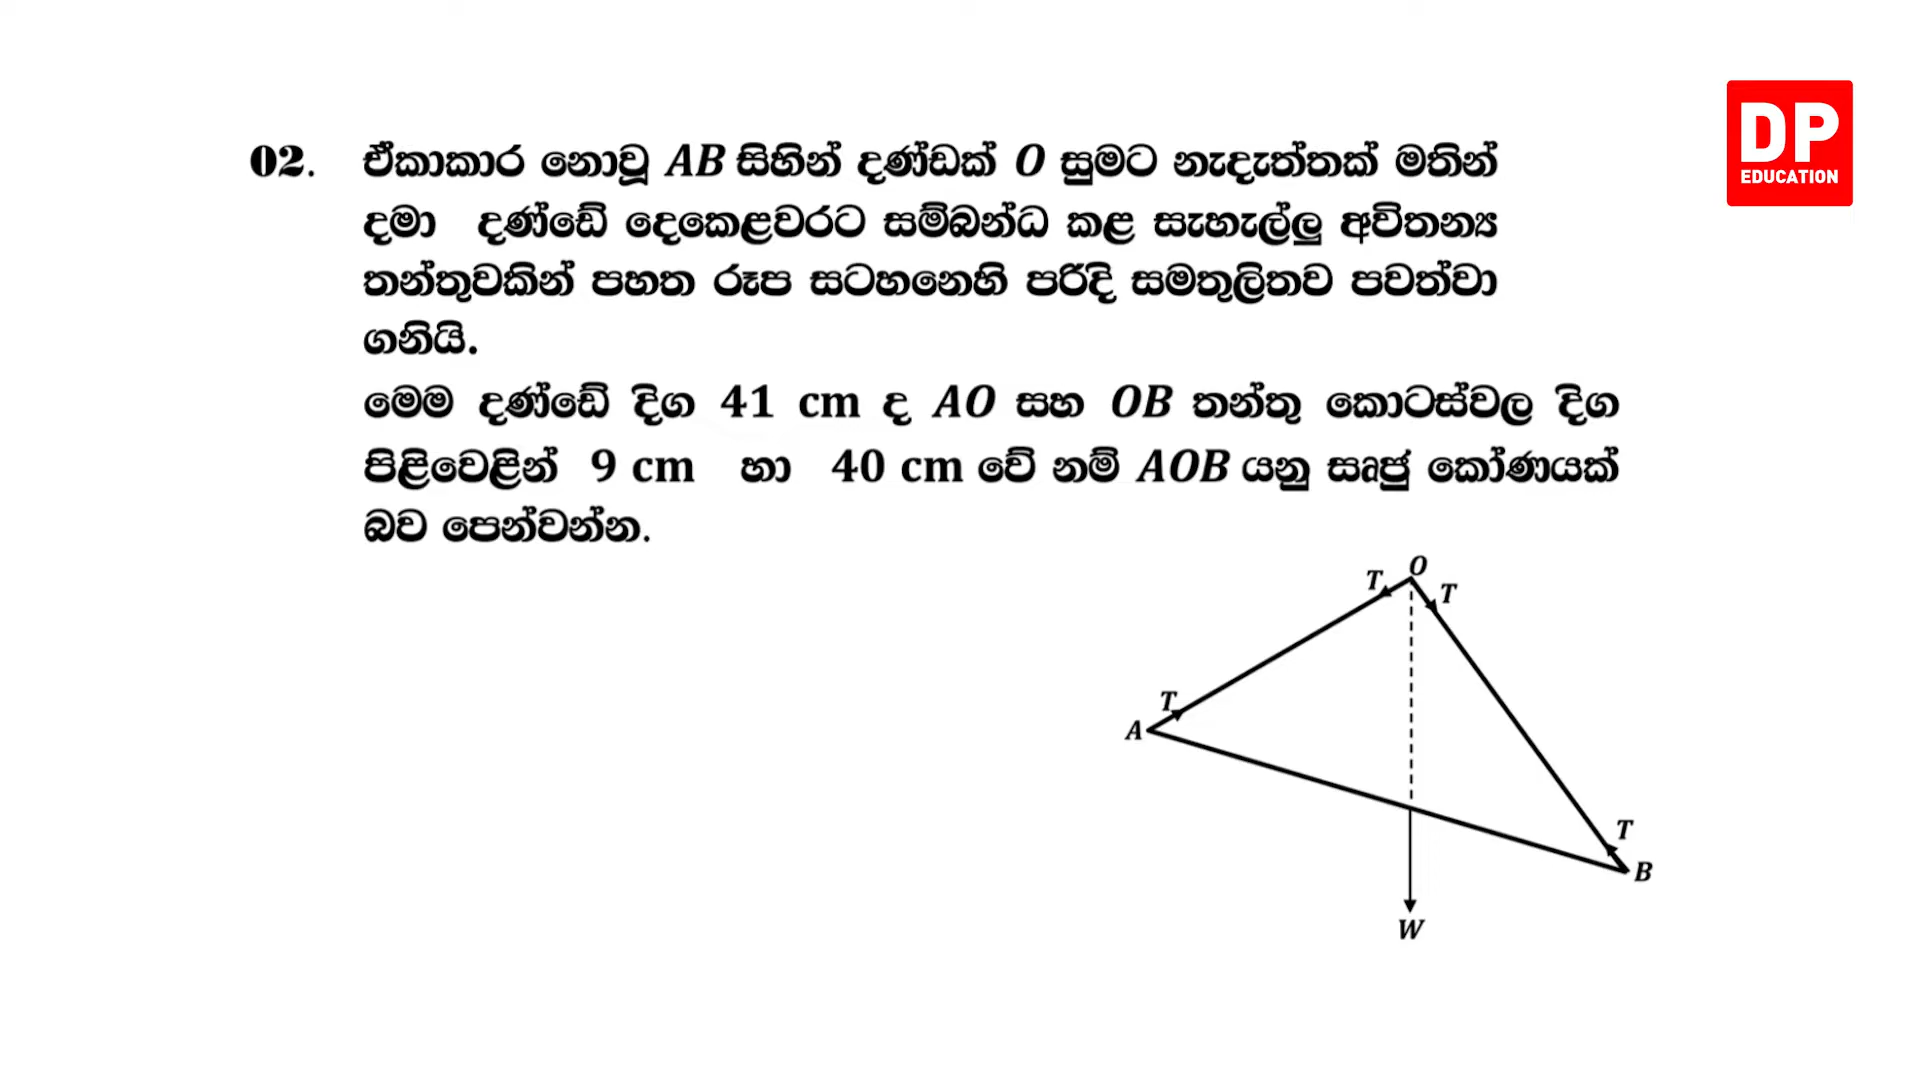 DP
EDUCATION
02. ඒකාකාර නොවූ AB සිහින් දණ්ඩක් O සුමට නැදැත්තක් මතින්
දමා දණ්ඩේ දෙකෙළවරට සම්බන්ධ කළ සැහැල්ලු අවිතන්‍ය
තන්තුවකින් පහත රූප සටහනෙහි පරිදි සමතුලිතව පවත්වා
ගනියි.
මෙම දණ්ඩේ දිග 41 cm ද AO සහ OB තන්තු කොටස්වල දිග
පිළිවෙළින් 9 cm හා 40 cm වේ නම් AOB යනු සෘජු කෝණයක්
බව පෙන්වන්න.
O
T
T
T
A
T
B
W